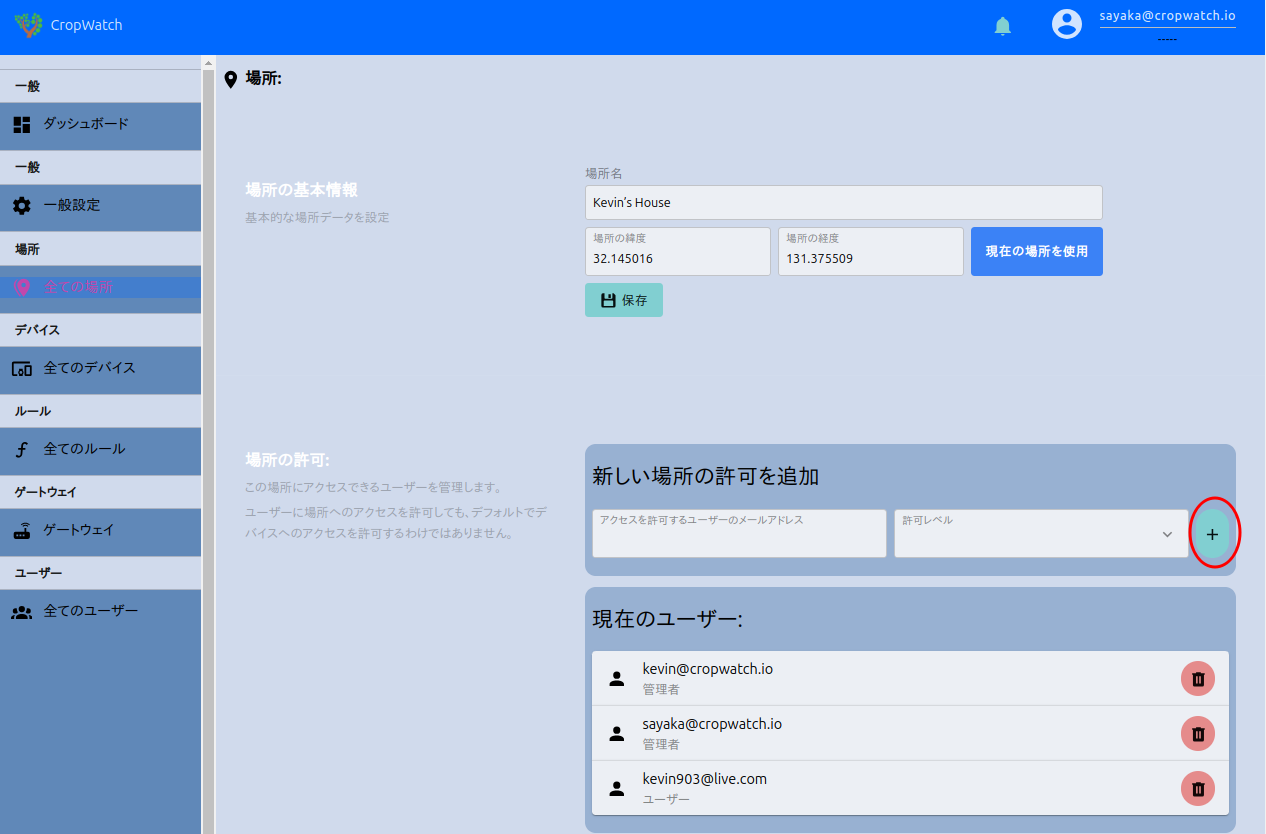 CropWatch
sayaka@cropwatch.io
-----
一般
ダッシュボード
一般
一般設定
場所
全ての場所
デバイス
全てのデバイス
ルール
全てのルール
ゲートウェイ
ゲートウェイ
ユーザー
全てのユーザー
場所:
場所の基本情報
基本的な場所データを設定
場所名
Kevin's House
場所の緯度
32.145016
場所の経度
131.375509
現在の場所を使用
保存
場所の許可:
この場所にアクセスできるユーザーを管理します。
ユーザーに場所へのアクセスを許可しても、デフォルトでデ
バイスへのアクセスを許可するわけではありません。
新しい場所の許可を追加
アクセスを許可するユーザーのメールアドレス
許可レベル
+
現在のユーザー:
kevin@cropwatch.io
管理者
sayaka@cropwatch.io
管理者
kevin903@live.com
ユーザー